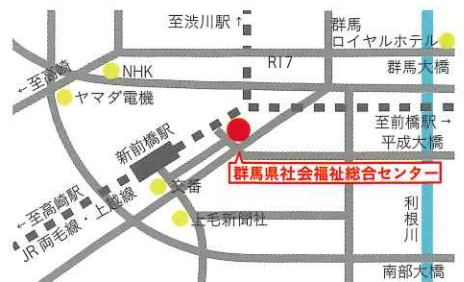 至渋川駅↑
群馬
ロイヤルホテル
R17
群馬大橋
←至高崎
NHK
ヤマダ電機
至前橋駅→
平成大橋
新前橋駅
群馬県社会福祉総合センター
交番
←至高崎駅
JR両毛線・上越線
上毛新聞社
利根川
南部大橋